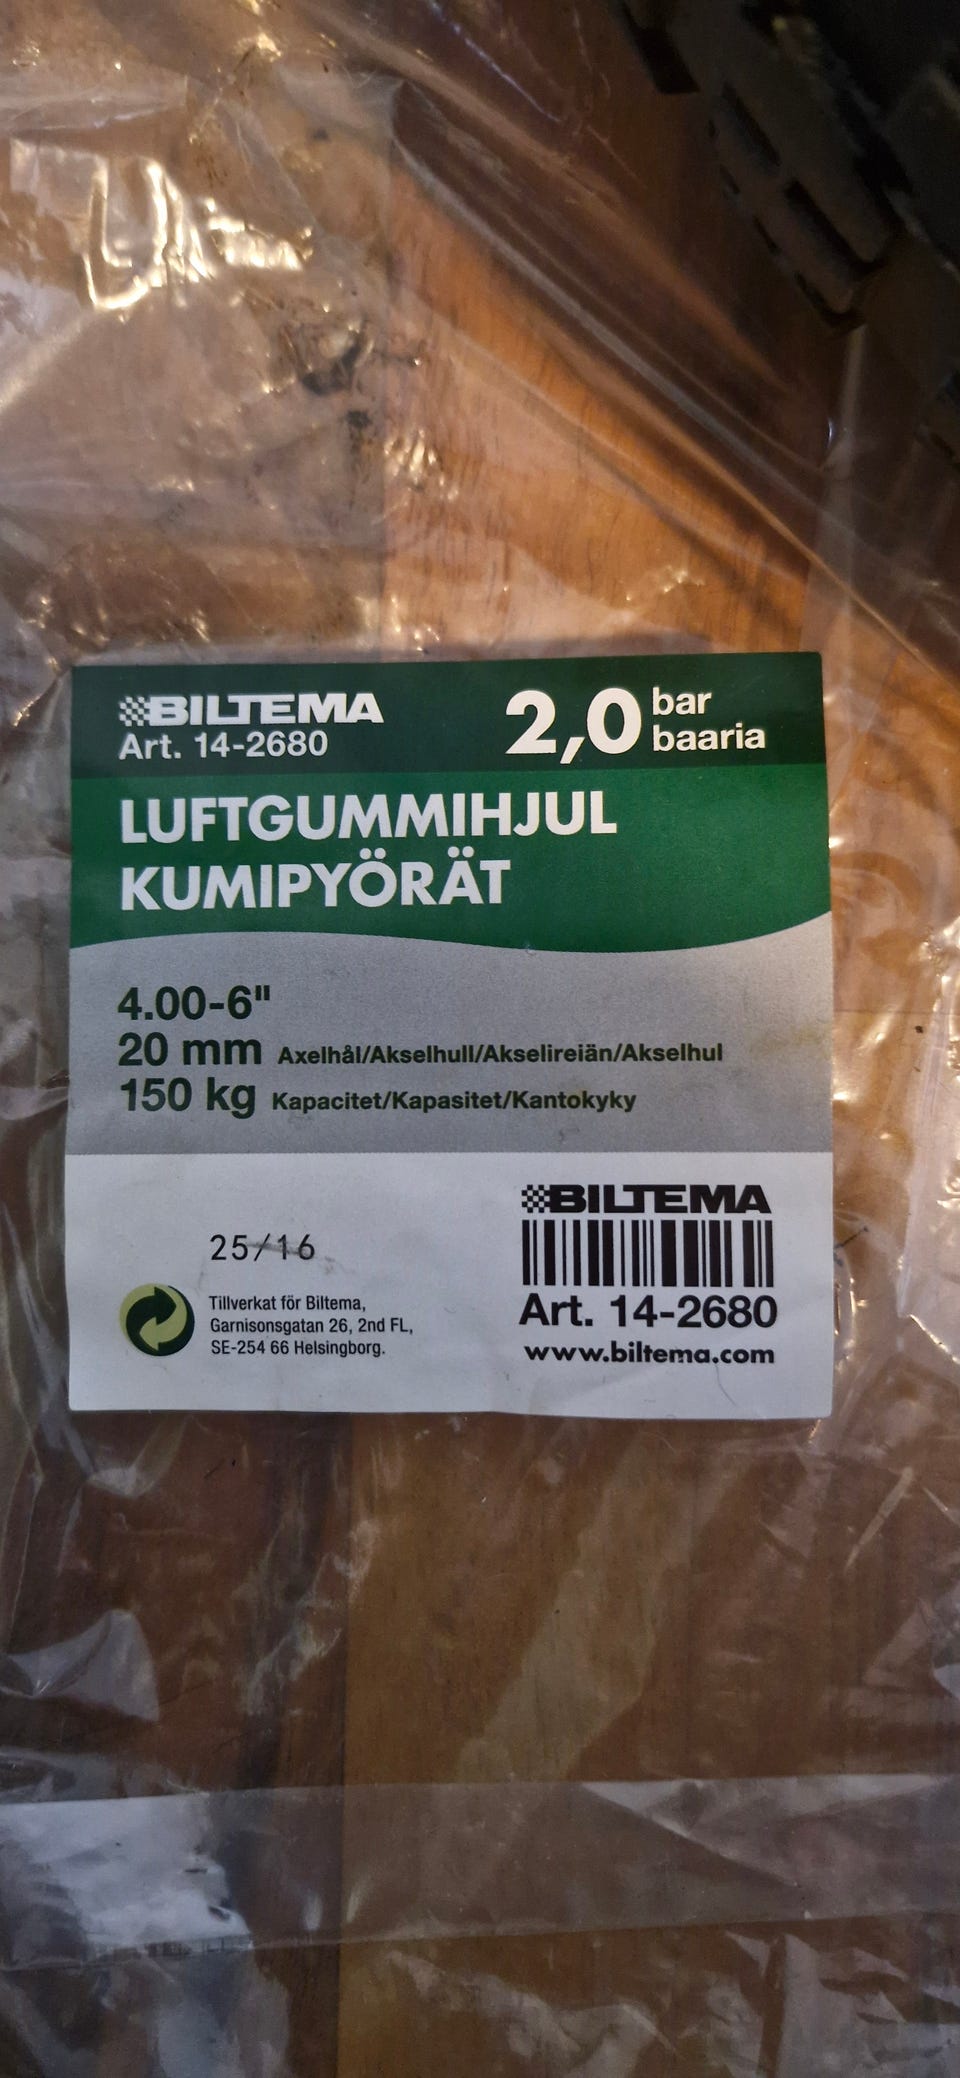 BILTEMA
Art. 14-2680
2,0 bar
baaria
LUFTGUMMIHJUL
KUMIPYÖRÄT
4.00-6"
20 mm Axelhål/Akselhull/Akselireiän/Akselhul
150 kg Kapacitet/Kapasitet/Kantokyky
25/16
Tillverkat för Biltema,
Garnisonsgatan 26, 2nd FL,
SE-254 66 Helsingborg.
BILTEMA
Art. 14-2680
www.biltema.com